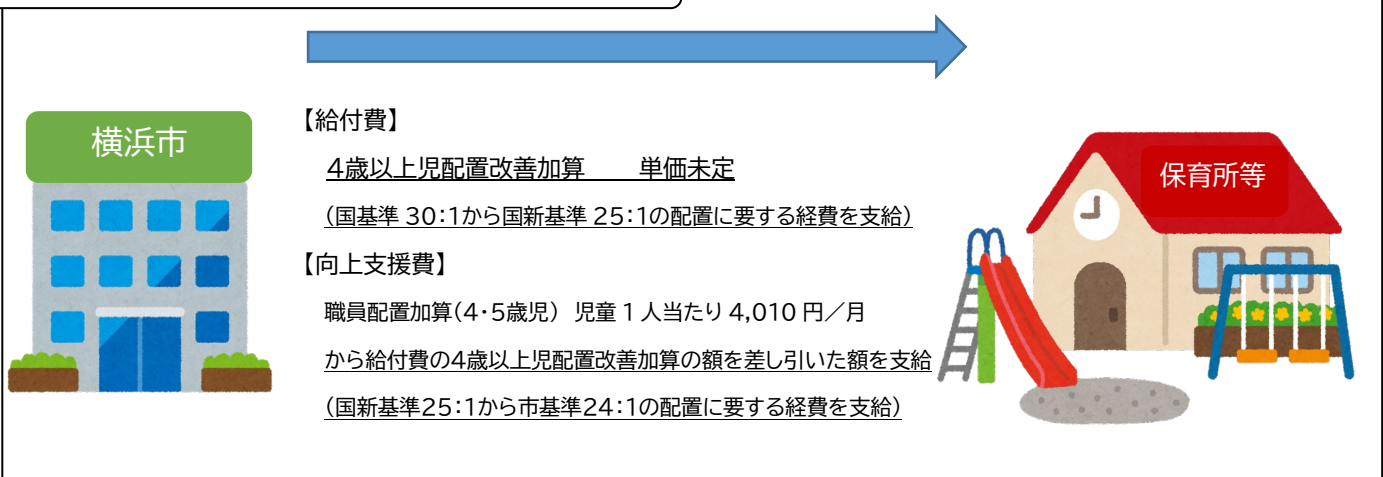 横浜市
【給付費】
4歳以上児配置改善加算　　単価未定
（国基準 30：1から国新基準 25：1の配置に要する経費を支給）
【向上支援費】
職員配置加算（4・5歳児） 児童 1 人当たり 4,010 円／月
から給付費の4歳以上児配置改善加算の額を差し引いた額を支給
（国新基準25：1から市基準24：1の配置に要する経費を支給）
保育所等